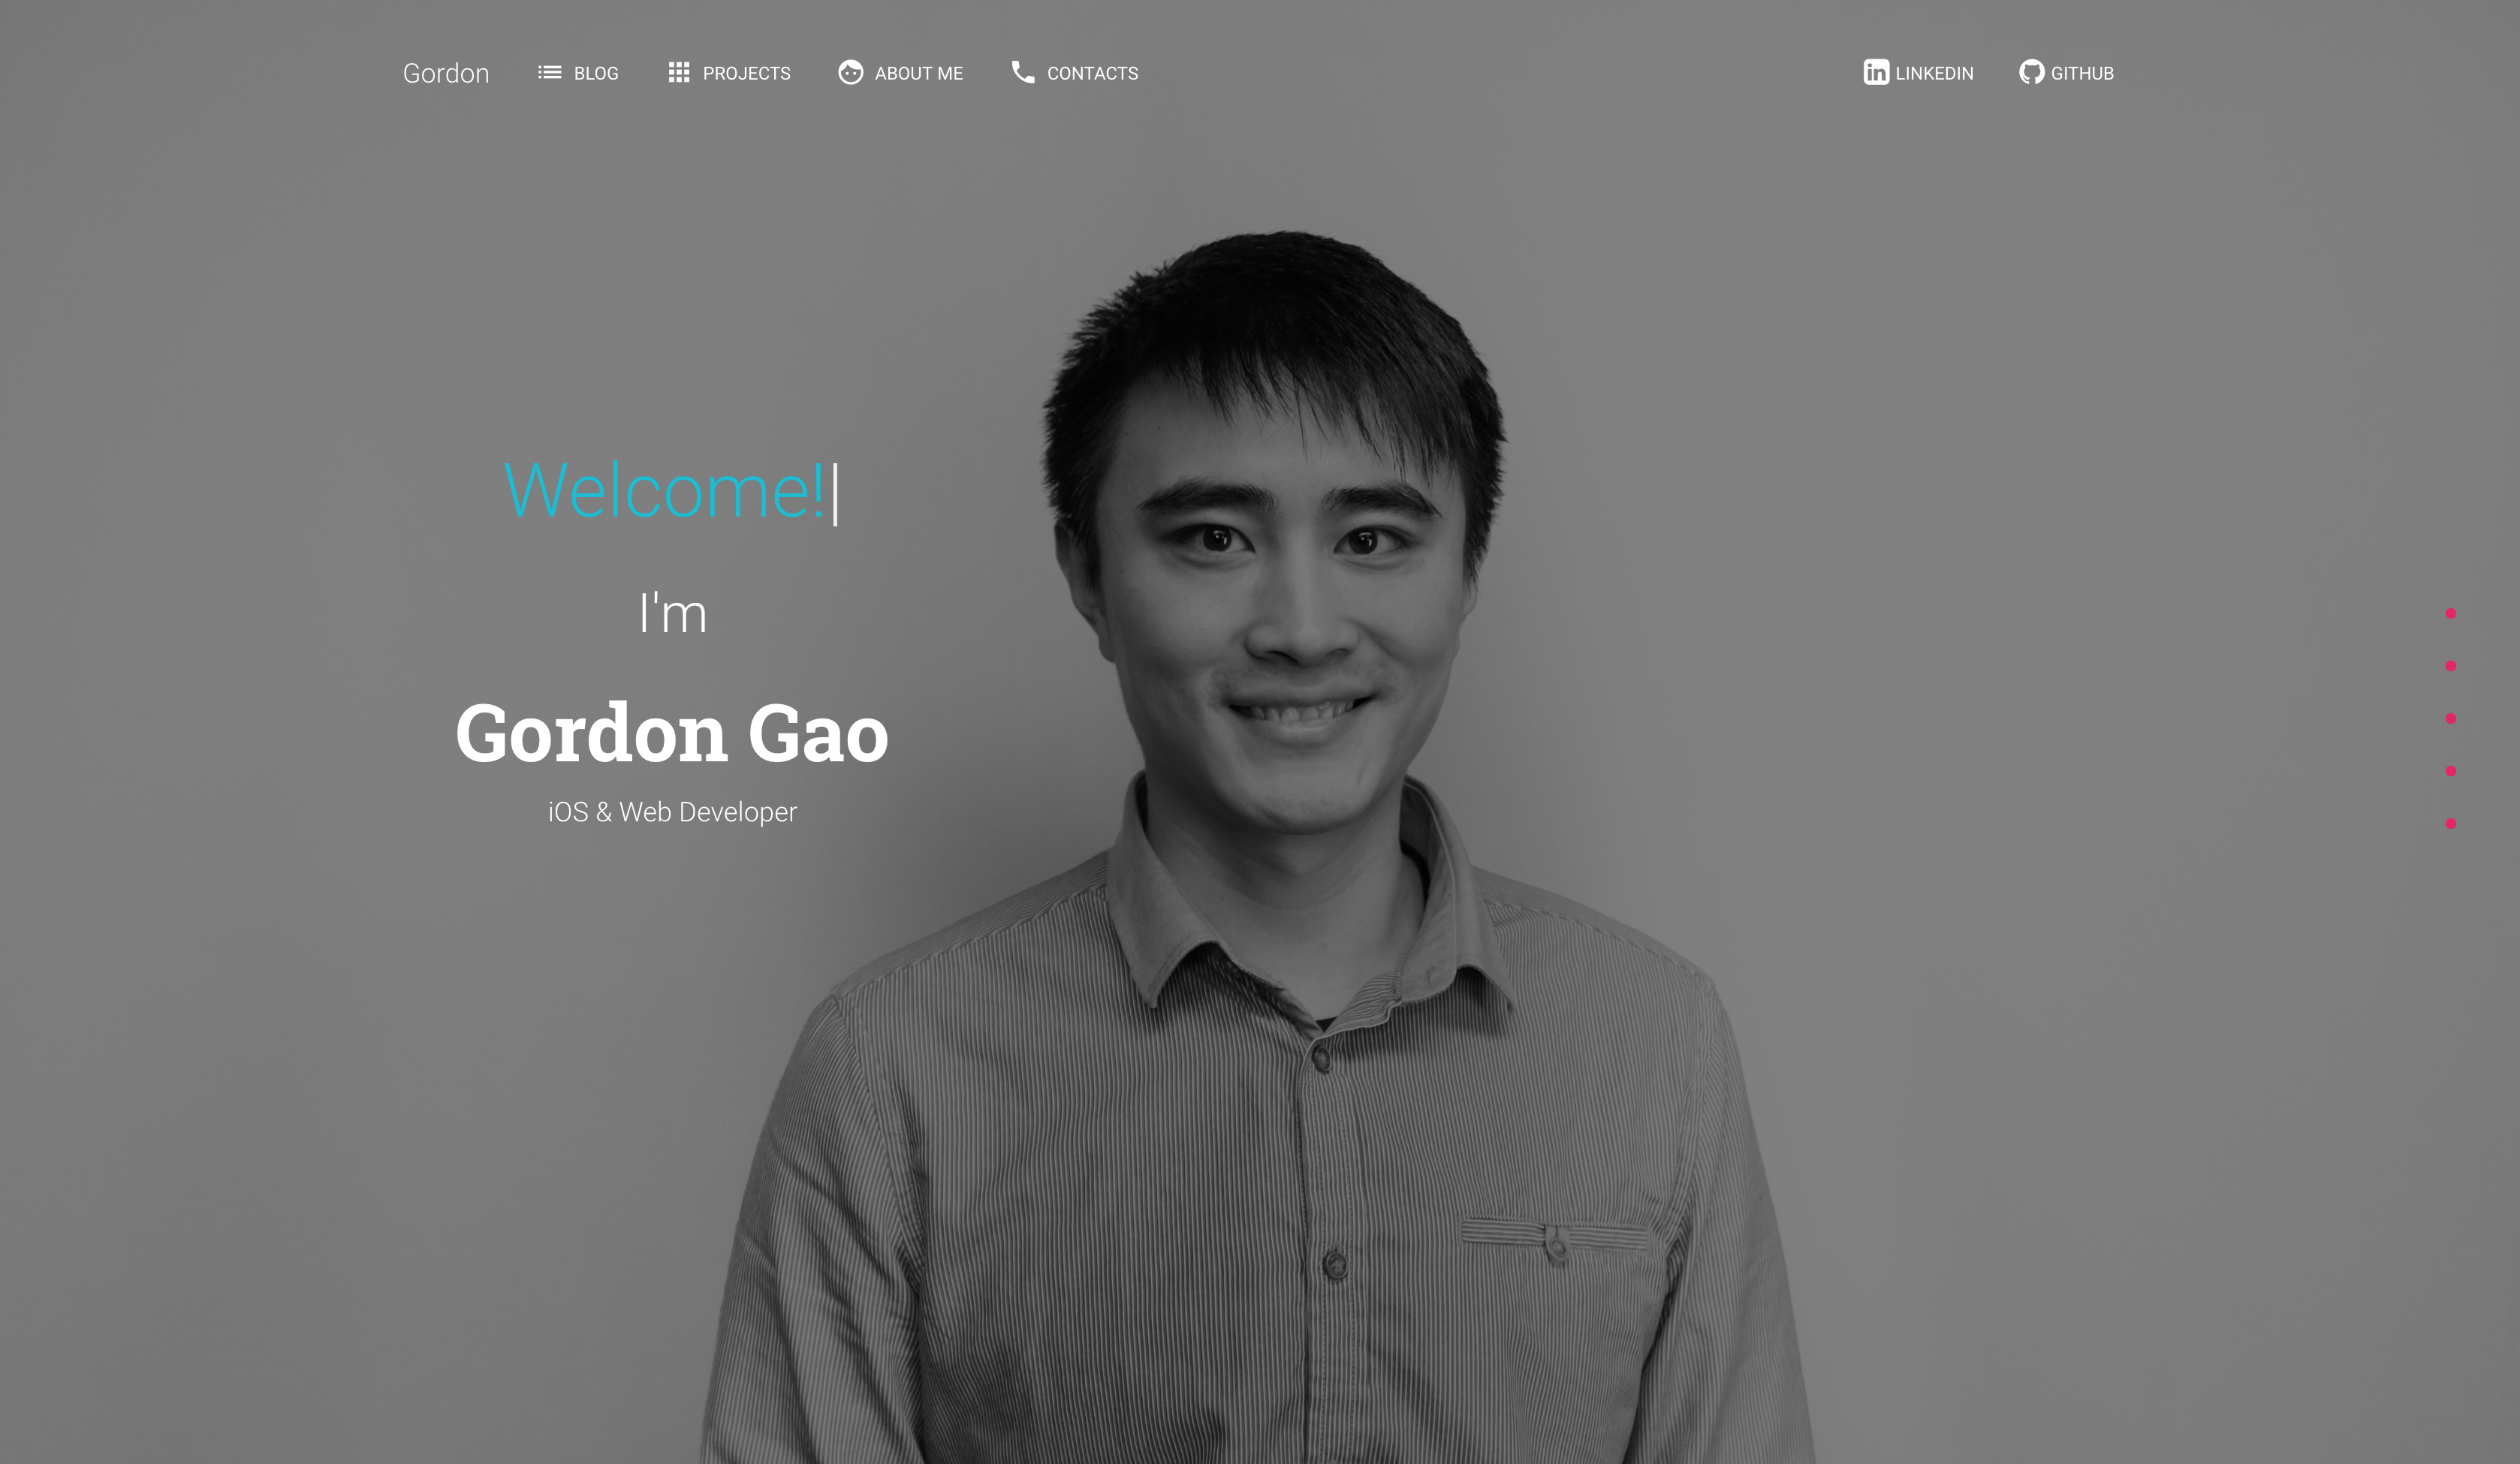 Gordon BLOG PROJECTS ABOUT ME CONTACTS LINKEDIN GITHUB
Welcome!
I'm
Gordon Gao
iOS & Web Developer